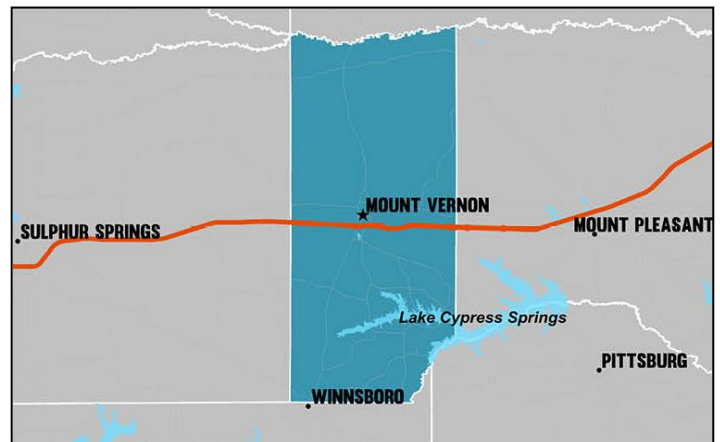 MOUNT VERNON
SULPHUR SPRINGS
MOUNT PLEASANT
Lake Cypress Springs
PITTSBURG
WINNSBORO